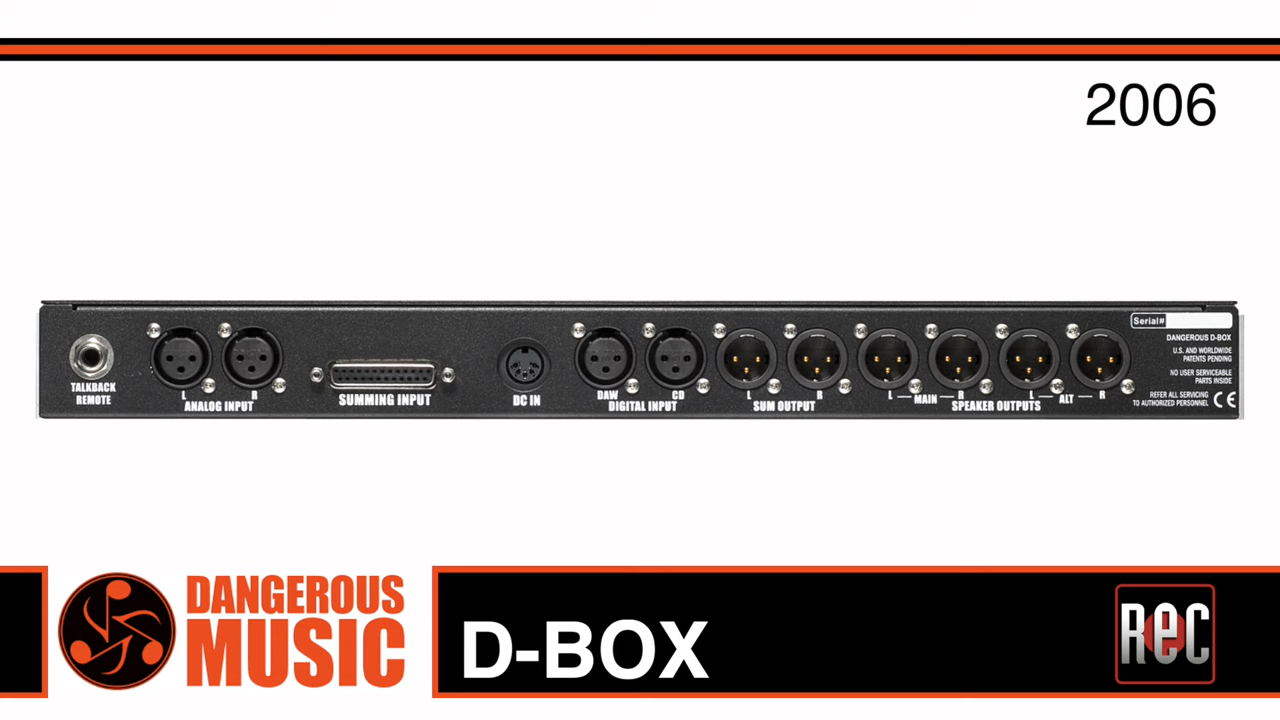 2006
Serial#
DANGEROUS D-BOX
U.S. AND WORLDWIDE
PATENTS PENDING
NO USER SERVICEABLE
PARTS INSIDE
REFER ALL SERVICING
TO AUTHORIZED PERSONNEL
CE
TALKBACK
REMOTE
L R
ANALOG INPUT
SUMMING INPUT
DC IN
DAW CD
DIGITAL INPUT
L R
SUM OUTPUT
L MAIN R L ALT R
SPEAKER OUTPUTS
DANGEROUS
MUSIC
D-BOX
ReC